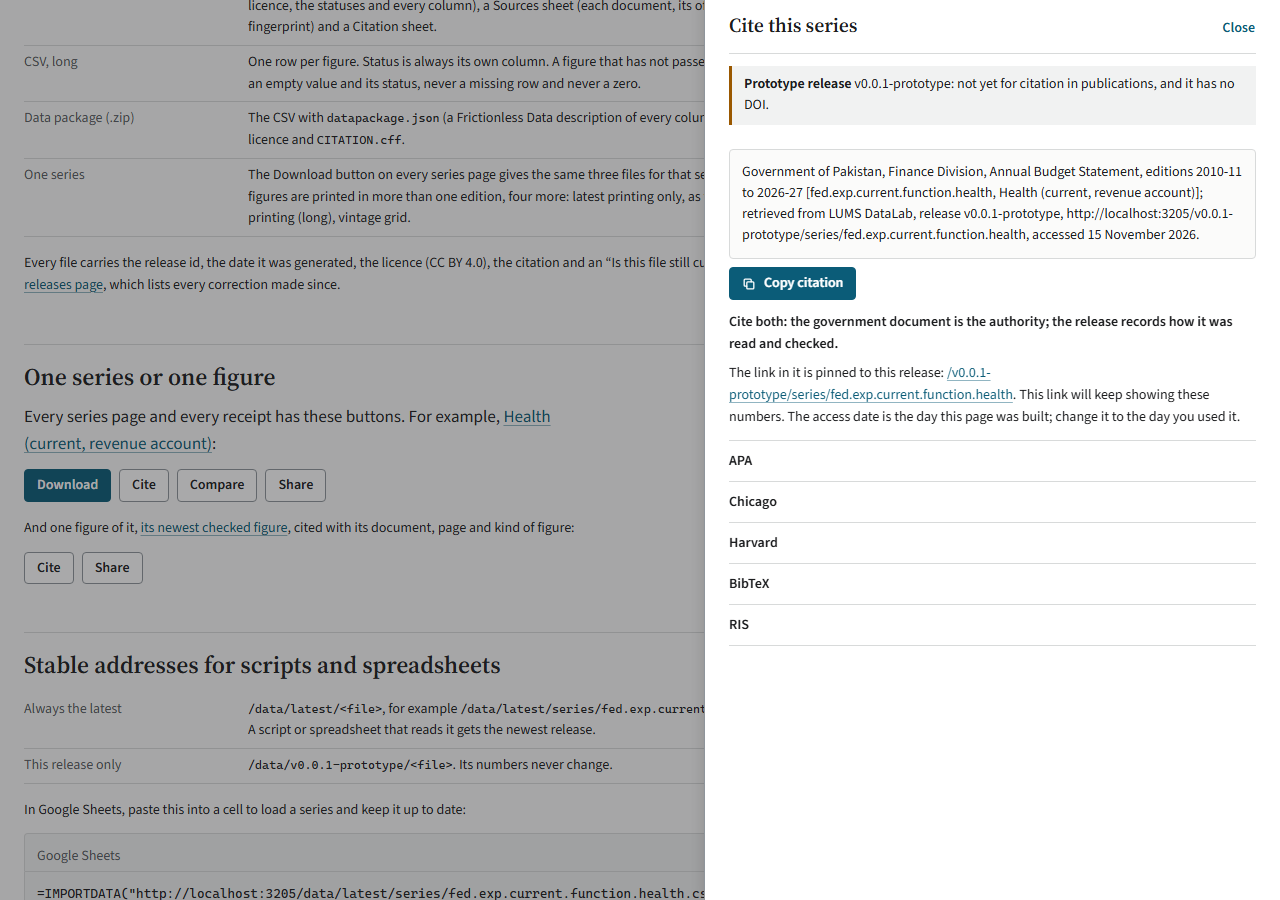 licence, the statuses and every column), a Sources sheet (each document, its
fingerprint) and a Citation sheet.
CSV, long
One row per figure. Status is always its own column. A figure that has not
an empty value and its status, never a missing row and never a zero.
Data package (.zip)
The CSV with datapackage.json (a Frictionless Data description of every
licence and CITATION.cff.
One series
The Download button on every series page gives the same three files for that
figures are printed in more than one edition, four more: latest printing only, as
printing (long), vintage grid.
Every file carries the release id, the date it was generated, the licence (CC BY 4.0), the citation and an “Is this file still
releases page, which lists every correction made since.
One series or one figure
Every series page and every receipt has these buttons. For example, Health
(current, revenue account):
Download
Cite
Compare
Share
And one figure of it, its newest checked figure, cited with its document, page and kind of figure:
Cite
Share
Stable addresses for scripts and spreadsheets
Always the latest
/data/latest/<file>, for example /data/latest/series/fed.exp.current
A script or spreadsheet that reads it gets the newest release.
This release only
/data/v0.0.1-prototype/<file>. Its numbers never change.
In Google Sheets, paste this into a cell to load a series and keep it up to date:
Google Sheets
=IMPORTDATA("http://localhost:3205/data/latest/series/fed.exp.current.function.health.cs
Cite this series
Close
Prototype release v0.0.1-prototype: not yet for citation in publications, and it has no
DOI.
Government of Pakistan, Finance Division, Annual Budget Statement, editions 2010-11
to 2026-27 [fed.exp.current.function.health, Health (current, revenue account)];
retrieved from LUMS DataLab, release v0.0.1-prototype, http://localhost:3205/v0.0.1-
prototype/series/fed.exp.current.function.health, accessed 15 November 2026.
Copy citation
Cite both: the government document is the authority; the release records how it was
read and checked.
The link in it is pinned to this release: /v0.0.1-
prototype/series/fed.exp.current.function.health. This link will keep showing these
numbers. The access date is the day this page was built; change it to the day you used it.
APA
Chicago
Harvard
BibTeX
RIS